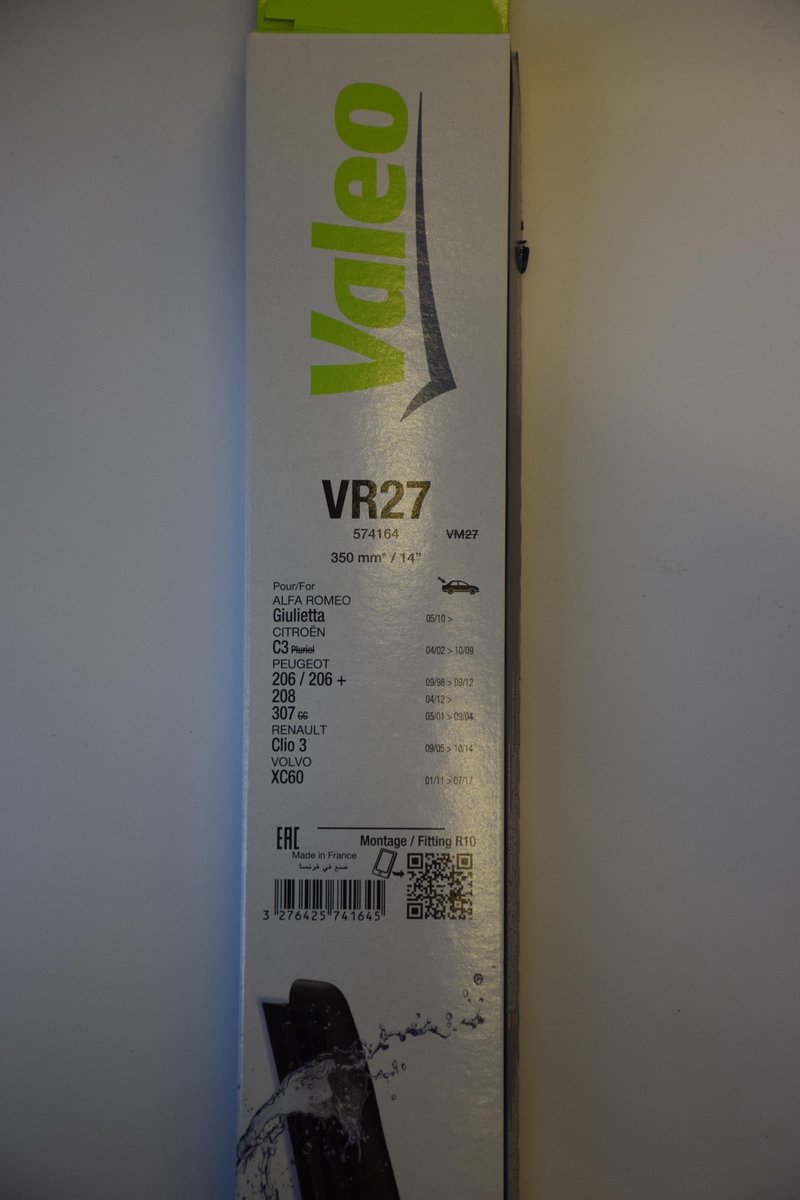 Valeo
VR27
574164 VM27
350 mm* / 14"
Pour/For
ALFA ROMEO
Giulietta 05/10 >
CITROËN
C3 Pluriel 04/02 > 10/09
PEUGEOT
206 / 206 + 09/98 > 08/12
208 04/12 >
307 CC 05/01 > 09/04
RENAULT
Clio 3 09/05 > 10/14
VOLVO
XC60 01/11 > 07/17
EAC Montage / Fitting R10
Made in France
صنع في فرنسا
3 276425 741645